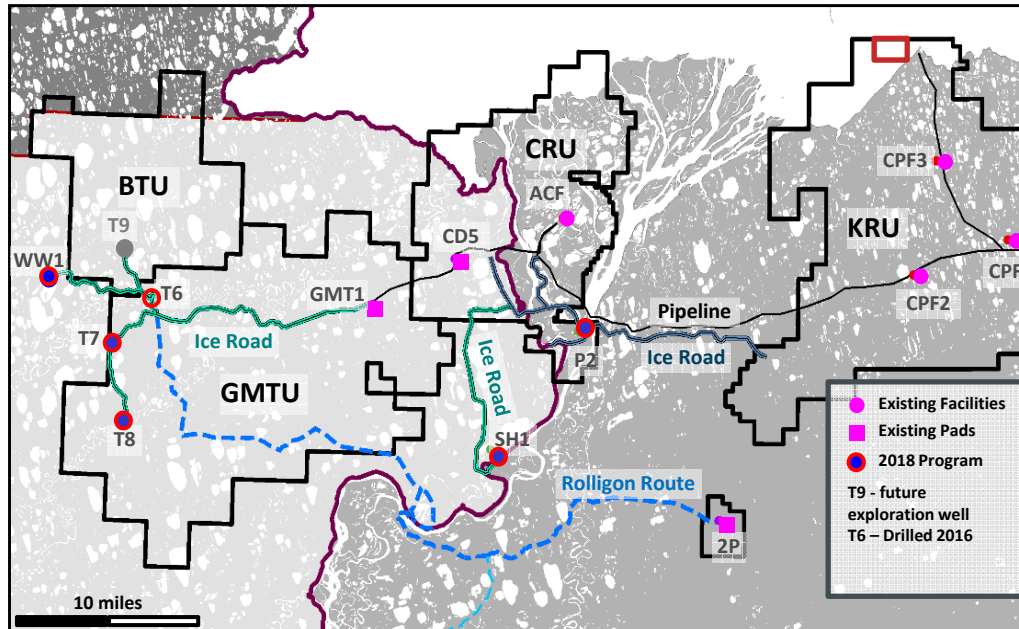 CRU
ACF
CPF3
BTU
KRU
T9
CD5
WW1
CPF
CPF2
T6
GMT1
Pipeline
T7
Ice Road
Ice Road
P2
GMTU
Ice Road
T8
SH1
Rolligon Route
2P
Existing Facilities
Existing Pads
2018 Program
T9 - future
exploration well
T6 – Drilled 2016
10 miles